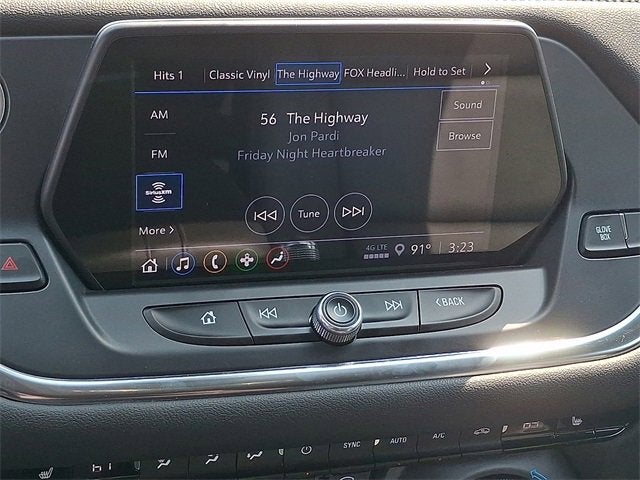 Hits 1 Classic Vinyl The Highway FOX Headli... Hold to Set
AM
56 The Highway
Sound
Jon Pardi
Browse
FM
Friday Night Heartbreaker
SiriusXM
Tune
More
4G LTE
91° 3:23
GLOVE
BOX
BACK
SYNC AUTO A/C